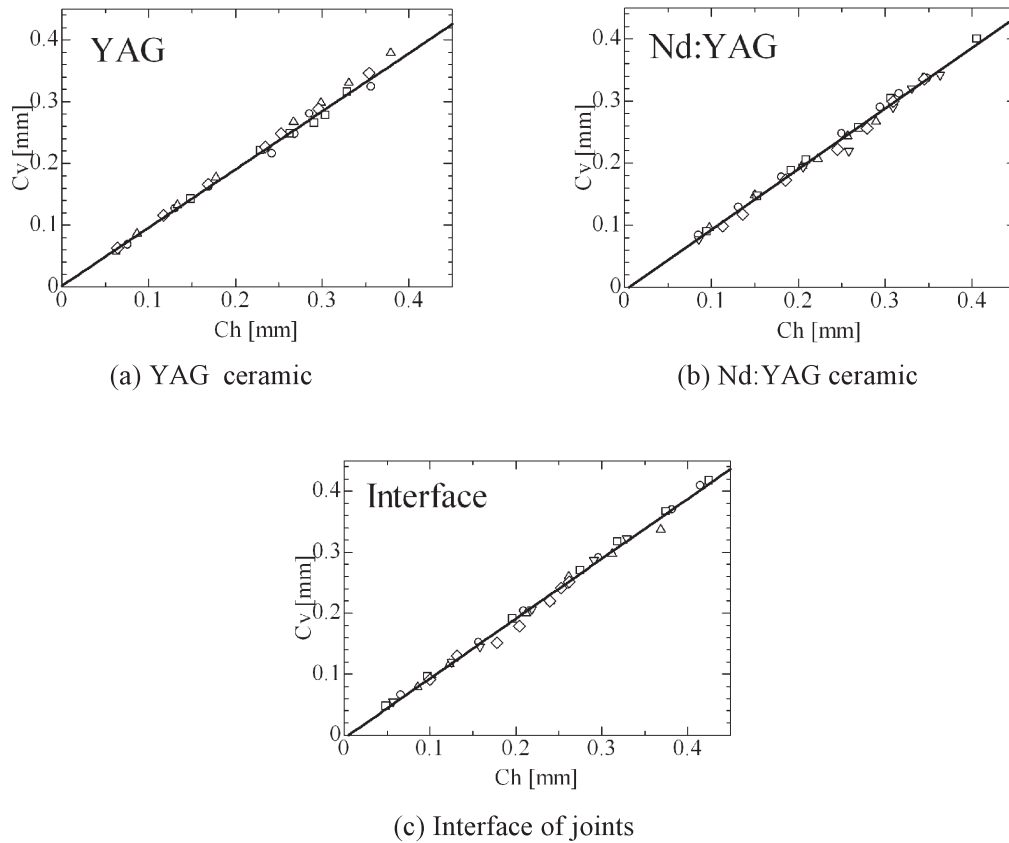 YAG
0.4
0.3
0.2
0.1
0
Cv [mm]
0 0.1 0.2 0.3 0.4
Ch [mm]
(a) YAG ceramic
Nd:YAG
0.4
0.3
0.2
0.1
0
Cv [mm]
0 0.1 0.2 0.3 0.4
Ch [mm]
(b) Nd:YAG ceramic
Interface
0.4
0.3
0.2
0.1
0
Cv [mm]
0 0.1 0.2 0.3 0.4
Ch [mm]
(c) Interface of joints